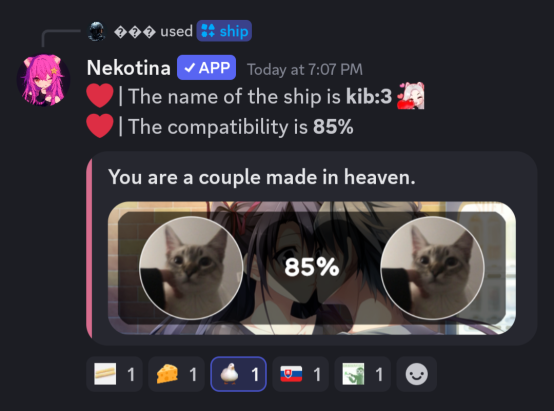 ��� used ship
Nekotina ✓ APP Today at 7:07 PM
❤️ | The name of the ship is kib:3
❤️ | The compatibility is 85%
You are a couple made in heaven.
85%
1 1 1 1 1